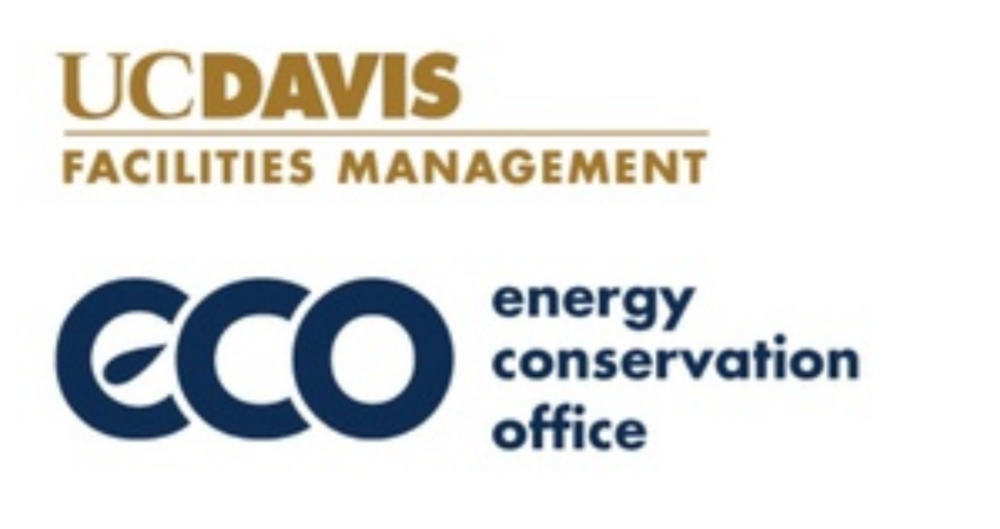 UCDAVIS
FACILITIES MANAGEMENT
eco
energy
conservation
office